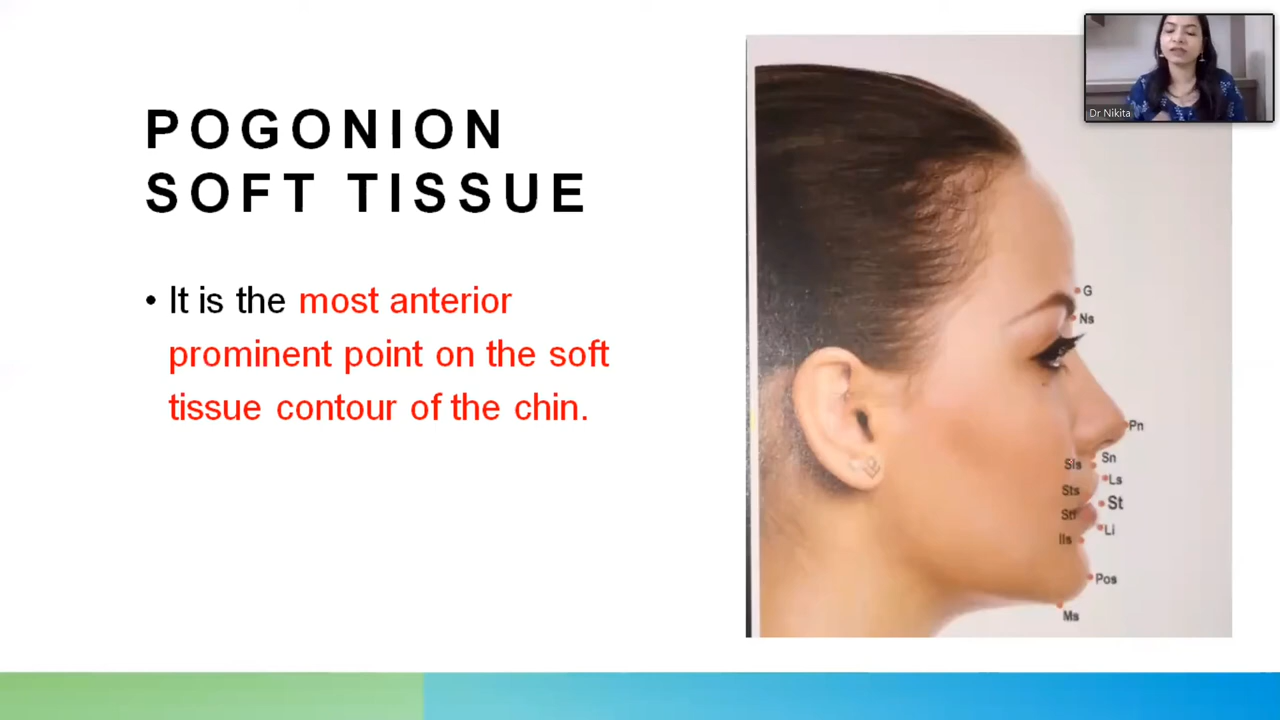 POGONION
SOFT TISSUE
• It is the most anterior
prominent point on the soft
tissue contour of the chin.
Dr Nikita
G
Ns
Pn
Sn
Sls
Ls
Sts
St
Sti
Li
Ils
Pos
Ms